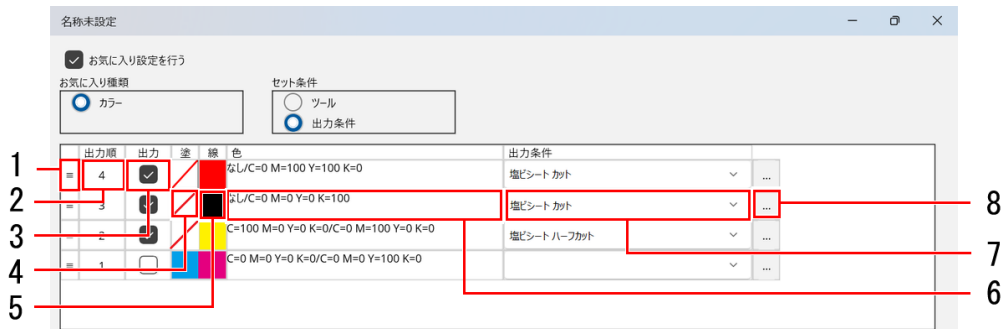 名称未設定
お気に入り設定を行う
お気に入り種類
カラー
セット条件
ツール
出力条件
出力順 出力 塗 線 色 出力条件
4 なし/C=0 M=100 Y=100 K=0 塩ビシート カット ...
3 なし/C=0 M=0 Y=0 K=100 塩ビシート カット ...
2 C=100 M=0 Y=0 K=0/C=0 M=100 Y=0 K=0 塩ビシート ハーフカット ...
1 C=0 M=0 Y=0 K=0/C=0 M=0 Y=100 K=0 ...
1
2
3
4
5
8
7
6